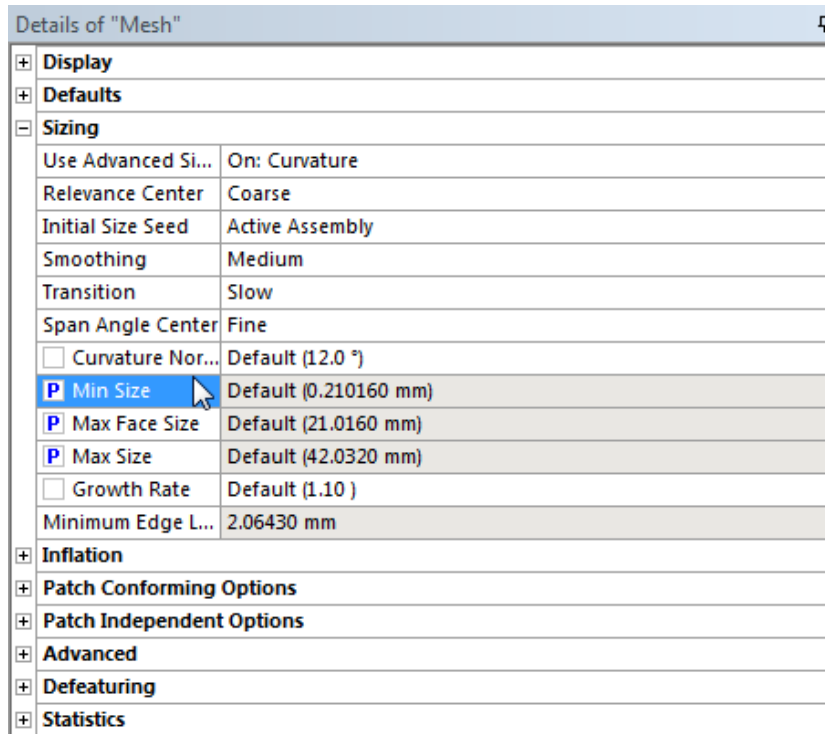 Details of "Mesh"
Display
Defaults
Sizing
Use Advanced Si... On: Curvature
Relevance Center Coarse
Initial Size Seed Active Assembly
Smoothing Medium
Transition Slow
Span Angle Center Fine
Curvature Nor... Default (12.0 °)
P Min Size Default (0.210160 mm)
P Max Face Size Default (21.0160 mm)
P Max Size Default (42.0320 mm)
Growth Rate Default (1.10 )
Minimum Edge L... 2.06430 mm
Inflation
Patch Conforming Options
Patch Independent Options
Advanced
Defeaturing
Statistics